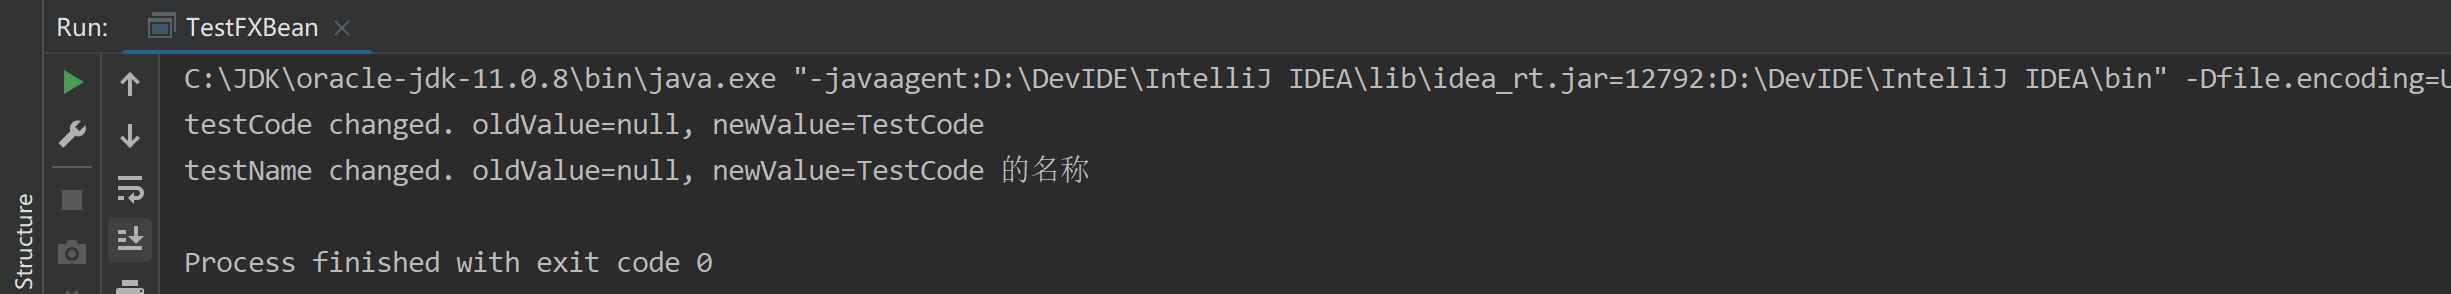 Run: TestFXBean
C:\JDK\oracle-jdk-11.0.8\bin\java.exe "-javaagent:D:\DevIDE\IntelliJ IDEA\lib\idea_rt.jar=12792:D:\DevIDE\IntelliJ IDEA\bin" -Dfile.encoding=U
testCode changed. oldValue=null, newValue=TestCode
testName changed. oldValue=null, newValue=TestCode 的名称
Process finished with exit code 0
Structure